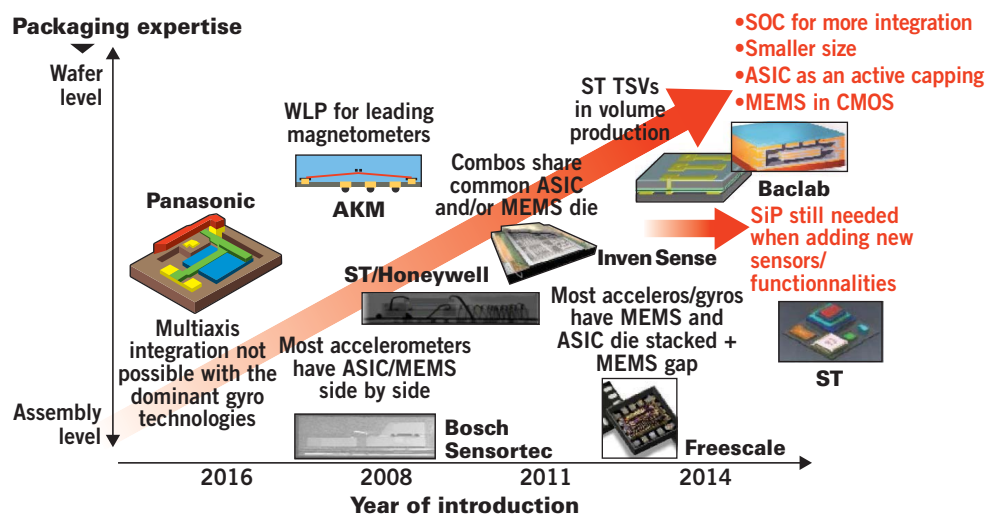 Packaging expertise
Wafer
level
Assembly
level
Panasonic
Multiaxis
integration not
possible with the
dominant gyro
technologies
WLP for leading
magnetometers
AKM
ST/Honeywell
Most accelerometers
have ASIC/MEMS
side by side
Bosch
Sensortec
Combos share
common ASIC
and/or MEMS die
Inven Sense
Most acceleros/gyros
have MEMS and
ASIC die stacked +
MEMS gap
Freescale
ST TSVs
in volume
production
•SOC for more integration
•Smaller size
•ASIC as an active capping
•MEMS in CMOS
Baclab
SiP still needed
when adding new
sensors/
functionnalities
ST
2016 2008 2011 2014
Year of introduction